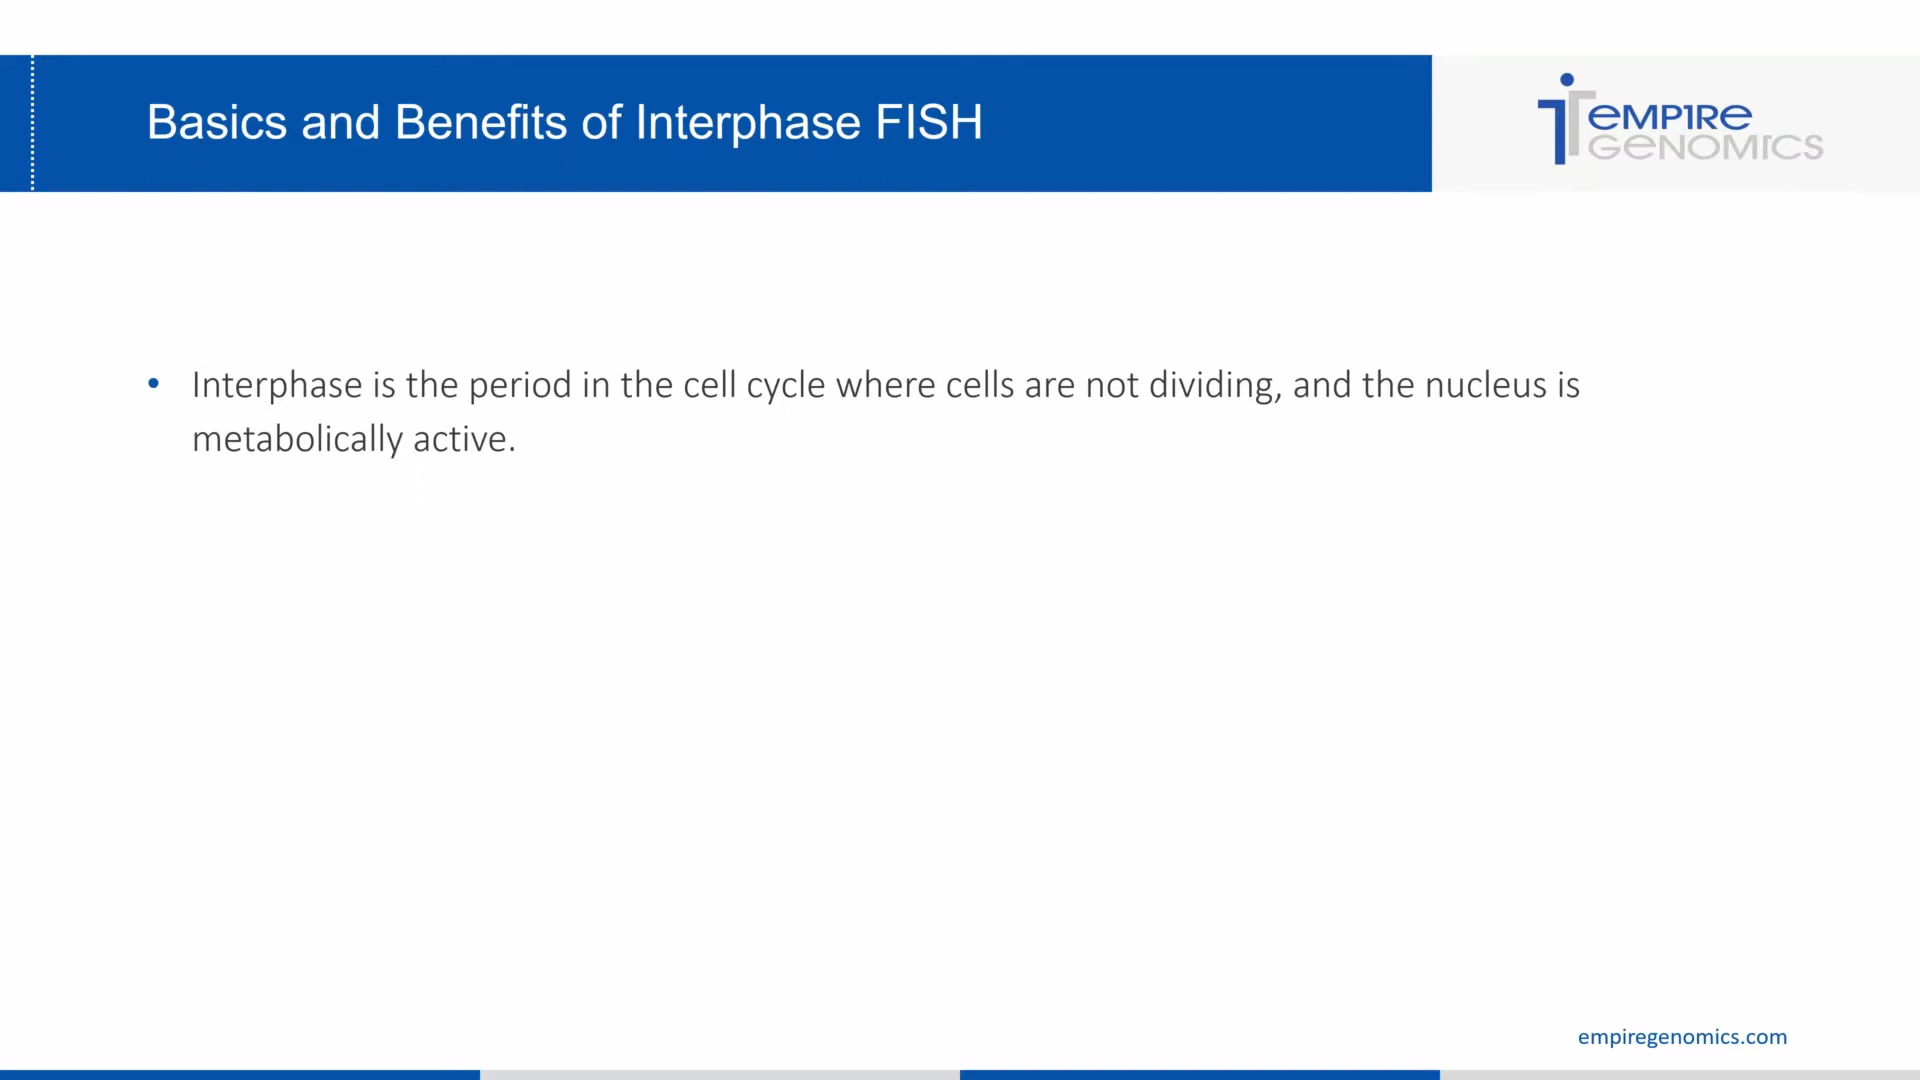 Basics and Benefits of Interphase FISH
EMPIRE
GENOMICS
• Interphase is the period in the cell cycle where cells are not dividing, and the nucleus is
metabolically active.
empiregenomics.com